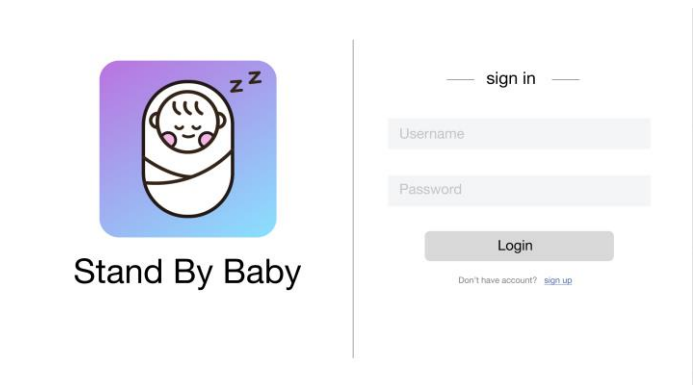 z z
Stand By Baby
sign in
Username
Password
Login
Don't have account? sign up